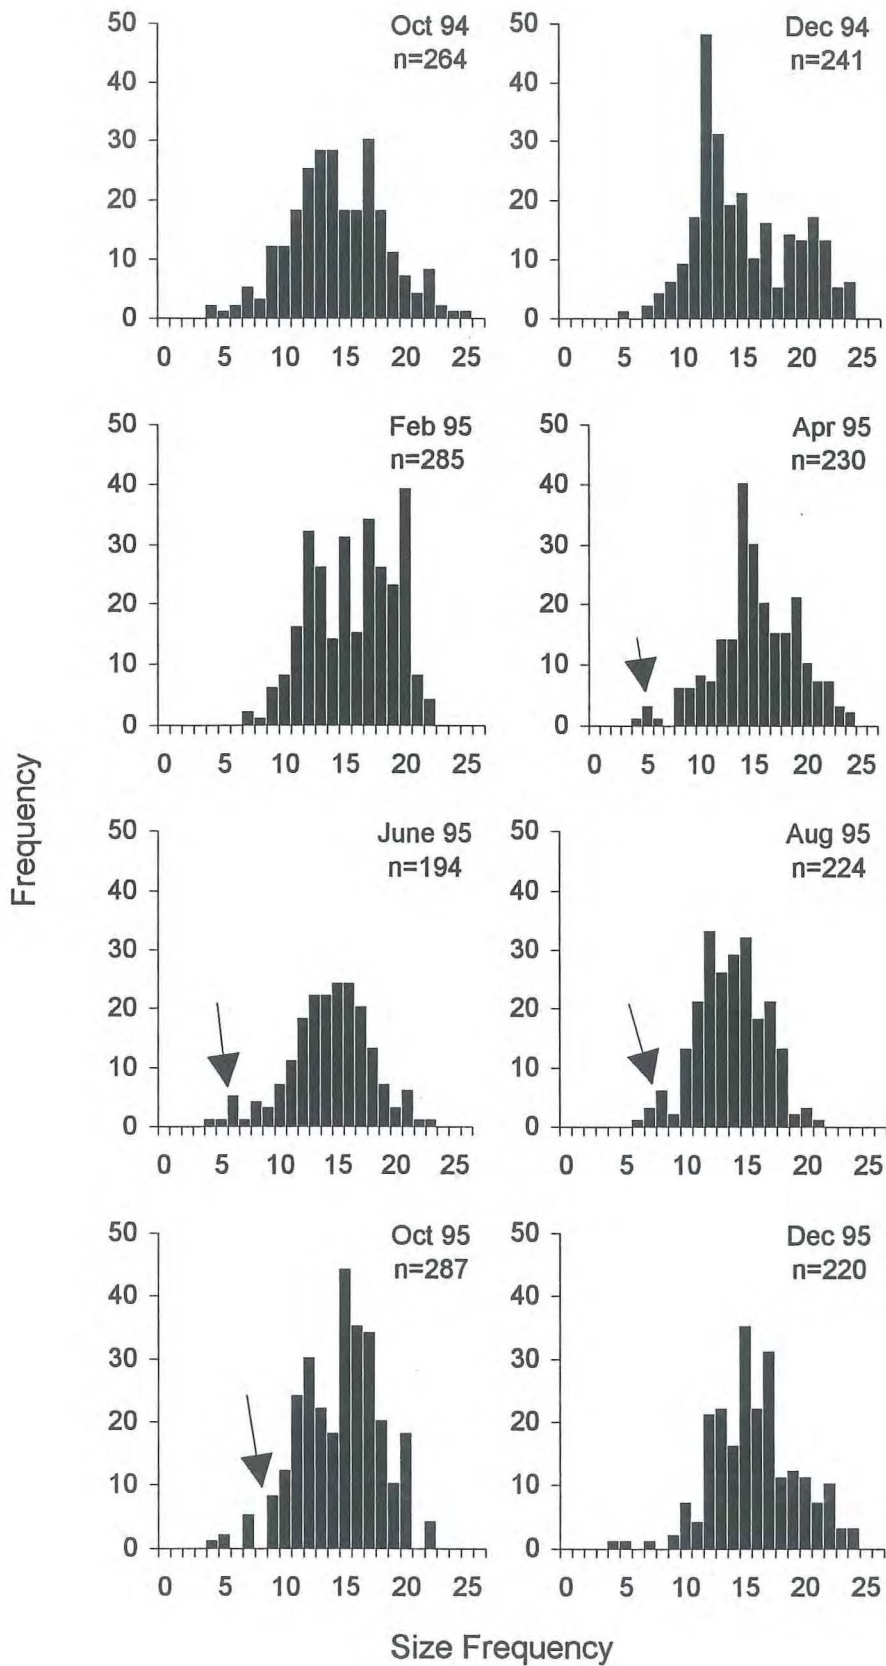 Frequency
Oct 94
n=264
50
40
30
20
10
0
0 5 10 15 20 25
Dec 94
n=241
50
40
30
20
10
0
0 5 10 15 20 25
Feb 95
n=285
50
40
30
20
10
0
0 5 10 15 20 25
Apr 95
n=230
50
40
30
20
10
0
0 5 10 15 20 25
June 95
n=194
50
40
30
20
10
0
0 5 10 15 20 25
Aug 95
n=224
50
40
30
20
10
0
0 5 10 15 20 25
Oct 95
n=287
50
40
30
20
10
0
0 5 10 15 20 25
Dec 95
n=220
50
40
30
20
10
0
0 5 10 15 20 25
Size Frequency